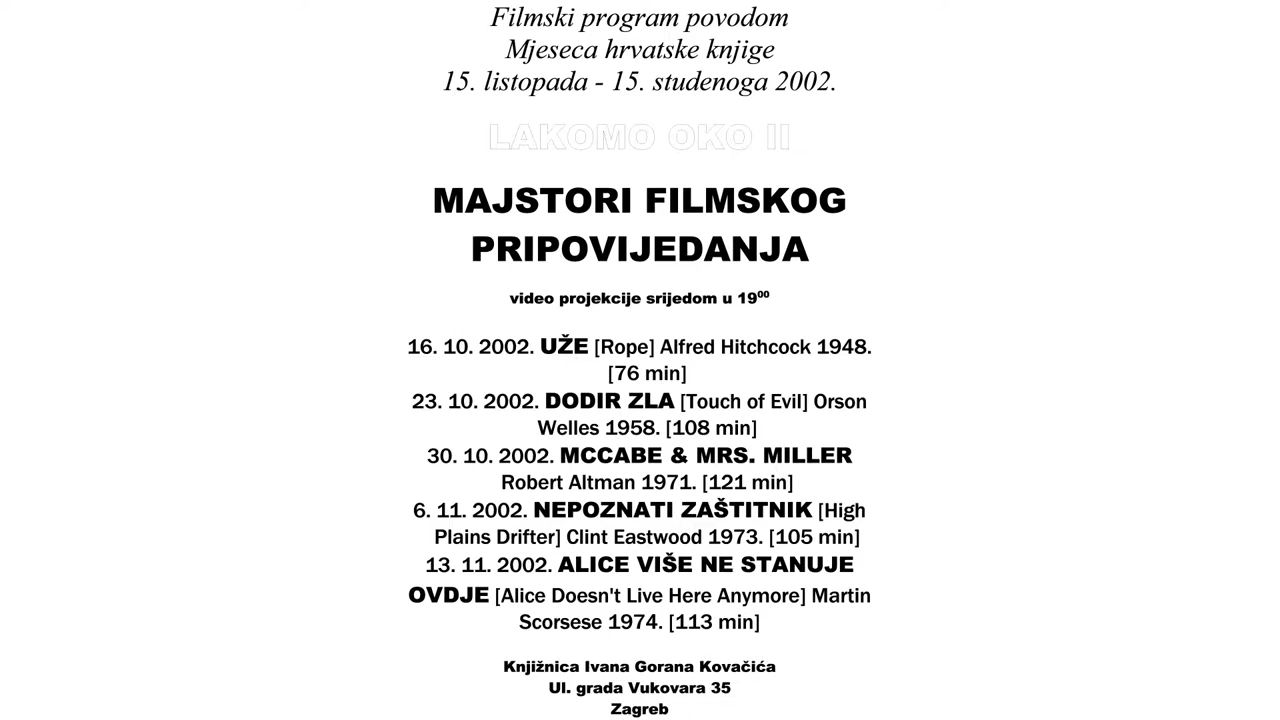 Filmski program povodom
Mjeseca hrvatske knjige
15. listopada - 15. studenoga 2002.
LAKOMO OKO II
MAJSTORI FILMSKOG
PRIPOVIJEDANJA
video projekcije srijedom u 19⁰⁰
16. 10. 2002. UŽE [Rope] Alfred Hitchcock 1948.
[76 min]
23. 10. 2002. DODIR ZLA [Touch of Evil] Orson
Welles 1958. [108 min]
30. 10. 2002. MCCABE & MRS. MILLER
Robert Altman 1971. [121 min]
6. 11. 2002. NEPOZNATI ZAŠTITNIK [High
Plains Drifter] Clint Eastwood 1973. [105 min]
13. 11. 2002. ALICE VIŠE NE STANUJE
OVDJE [Alice Doesn't Live Here Anymore] Martin
Scorsese 1974. [113 min]
Knjižnica Ivana Gorana Kovačića
Ul. grada Vukovara 35
Zagreb